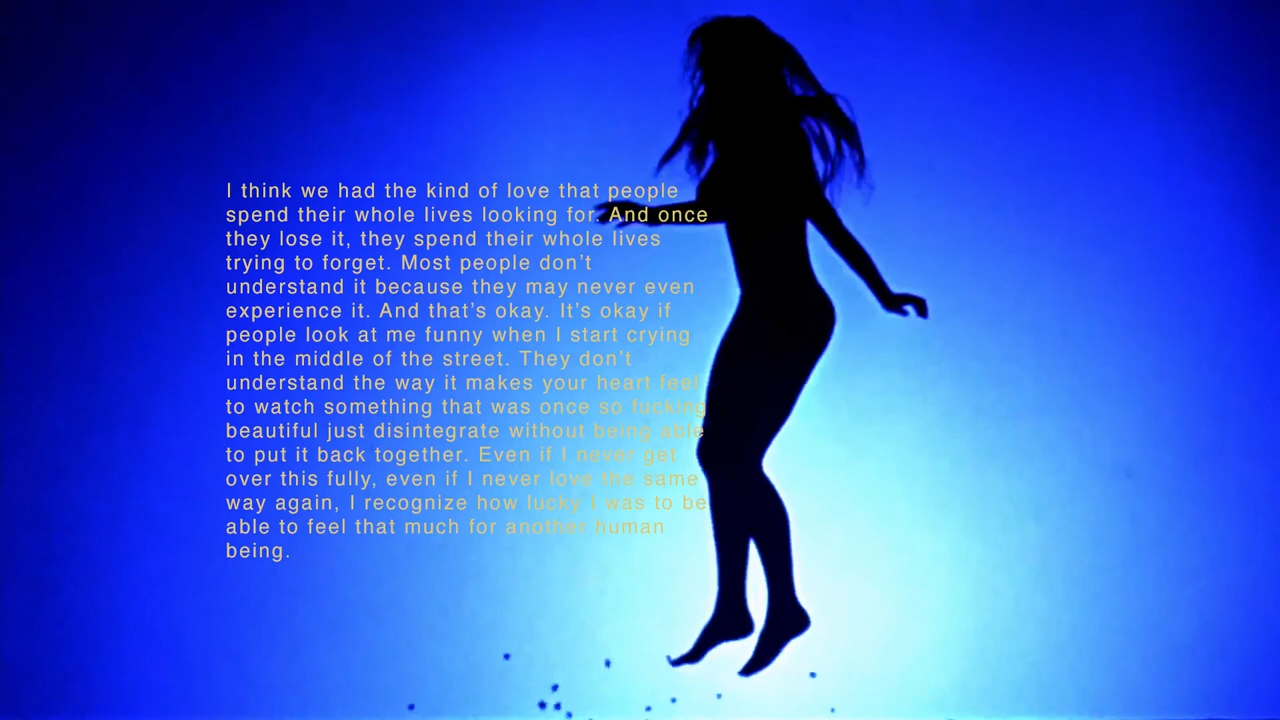 I think we had the kind of love that people
spend their whole lives looking for. And once
they lose it, they spend their whole lives
trying to forget. Most people don’t
understand it because they may never even
experience it. And that’s okay. It’s okay if
people look at me funny when I start crying
in the middle of the street. They don’t
understand the way it makes your heart feel
to watch something that was once so fucking
beautiful just disintegrate without being able
to put it back together. Even if I never get
over this fully, even if I never love the same
way again, I recognize how lucky I was to be
able to feel that much for another human
being.